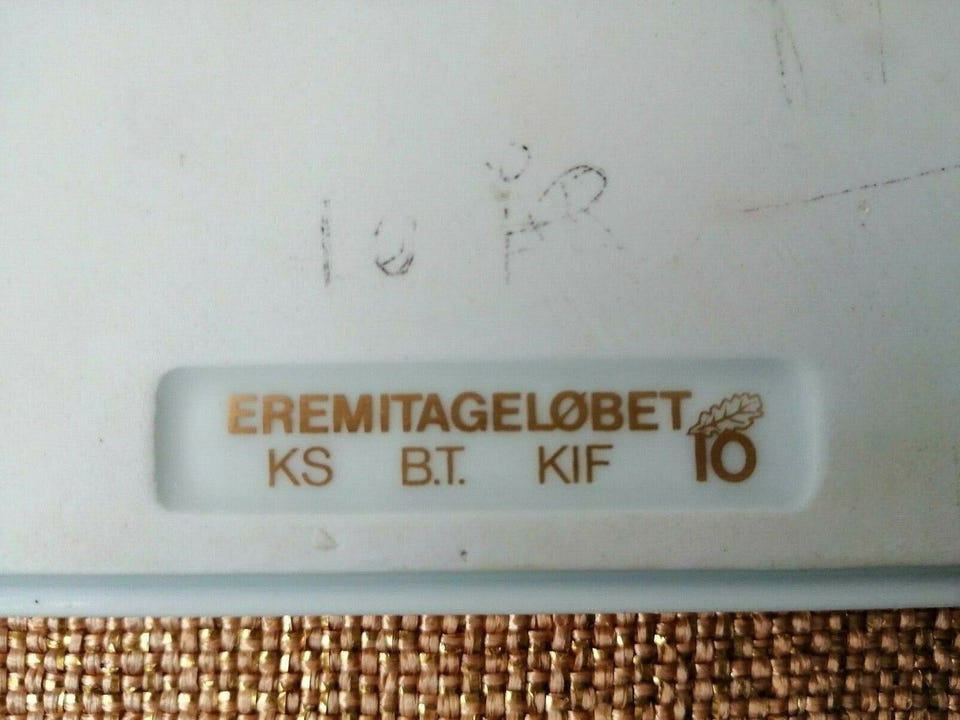 10 ÅR
EREMITAGELØBET
KS B.T. KIF 10